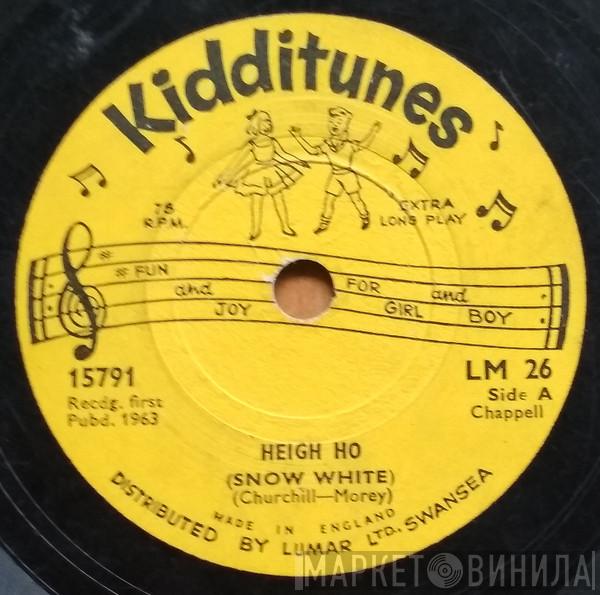 Kidditunes
78
R.P.M.
EXTRA
LONG PLAY
FUN and JOY FOR GIRL and BOY
15791
Recdg. first
Pubd. 1963
LM 26
Side A
Chappell
HEIGH HO
(SNOW WHITE)
(Churchill—Morey)
MADE IN ENGLAND
DISTRIBUTED BY LUMAR LTD., SWANSEA
МАРКЕТ ВИНИЛА